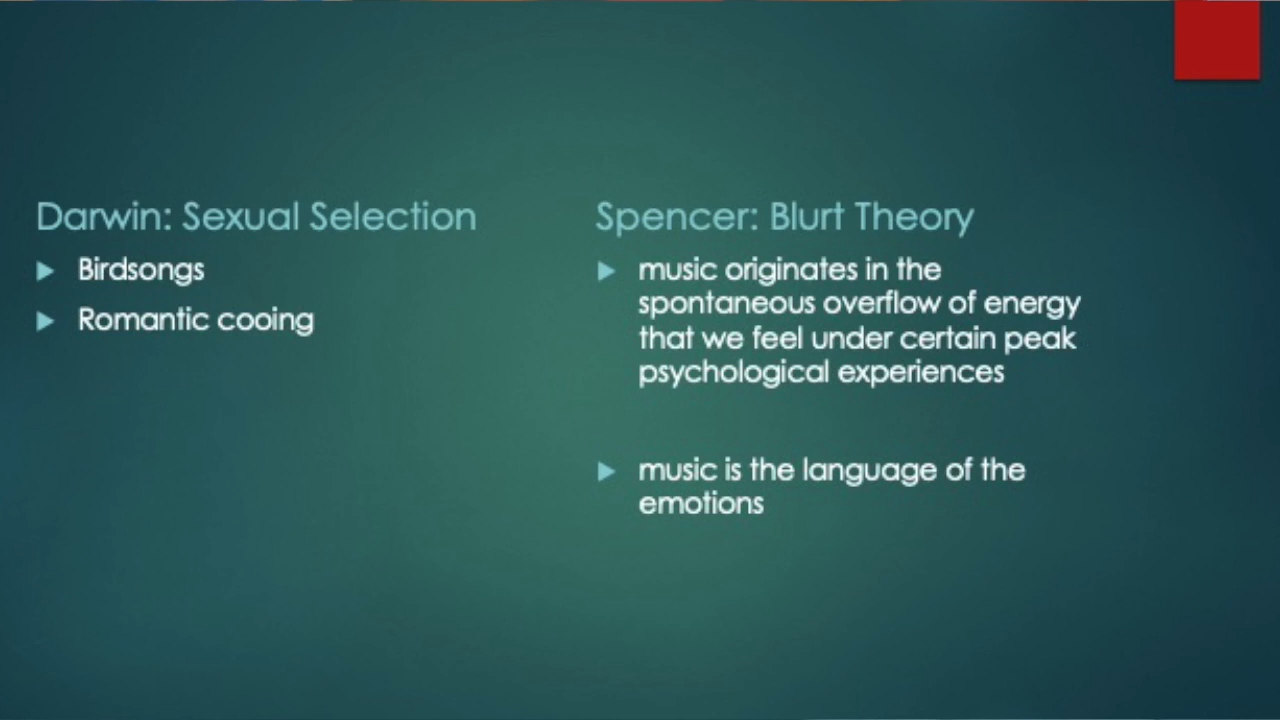 Darwin: Sexual Selection
Birdsongs
Romantic cooing
Spencer: Blurt Theory
music originates in the
spontaneous overflow of energy
that we feel under certain peak
psychological experiences
music is the language of the
emotions